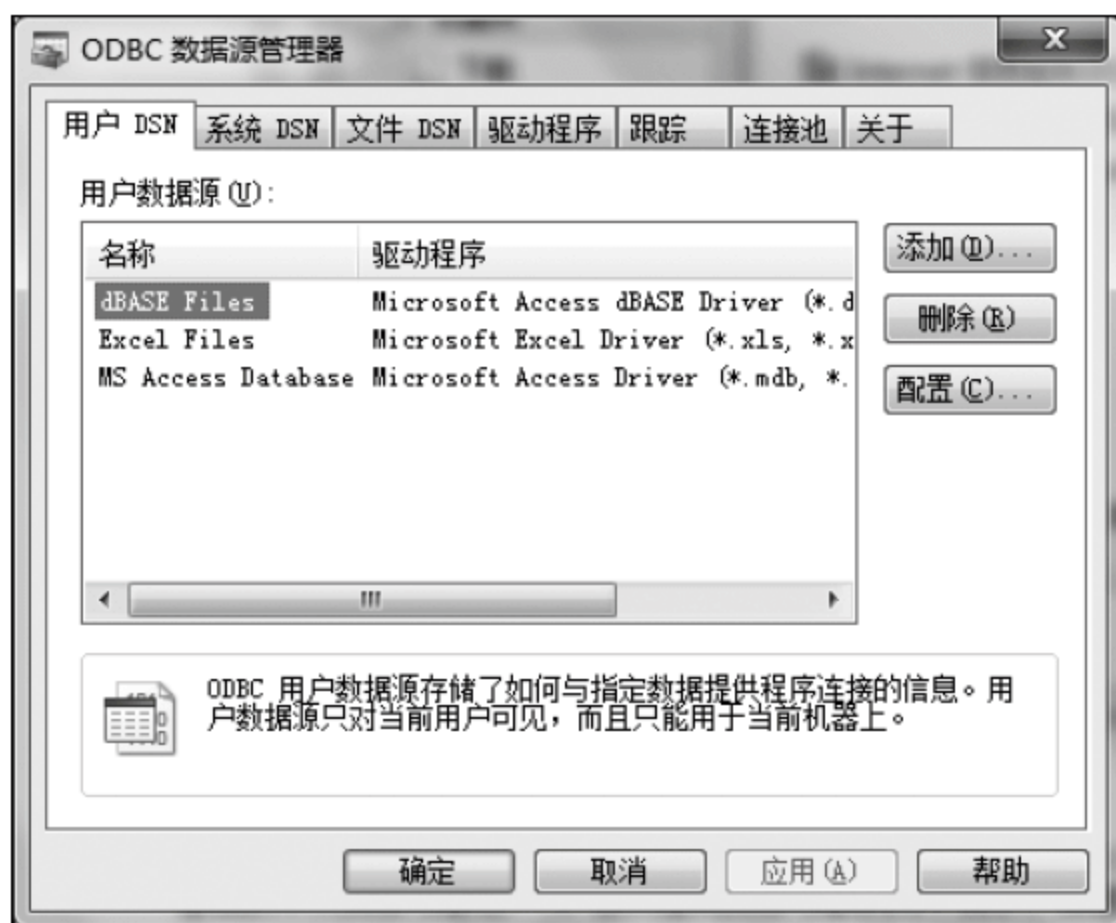 ODBC 数据源管理器
用户 DSN 系统 DSN 文件 DSN 驱动程序 跟踪 连接池 关于
用户数据源(U):
名称 驱动程序
添加(D)...
dBASE Files Microsoft Access dBASE Driver (*.d
删除(R)
Excel Files Microsoft Excel Driver (*.xls, *.x
MS Access Database Microsoft Access Driver (*.mdb, *.
配置(C)...
ODBC 用户数据源存储了如何与指定数据提供程序连接的信息。用
户数据源只对当前用户可见，而且只能用于当前机器上。
确定 取消 应用(A) 帮助